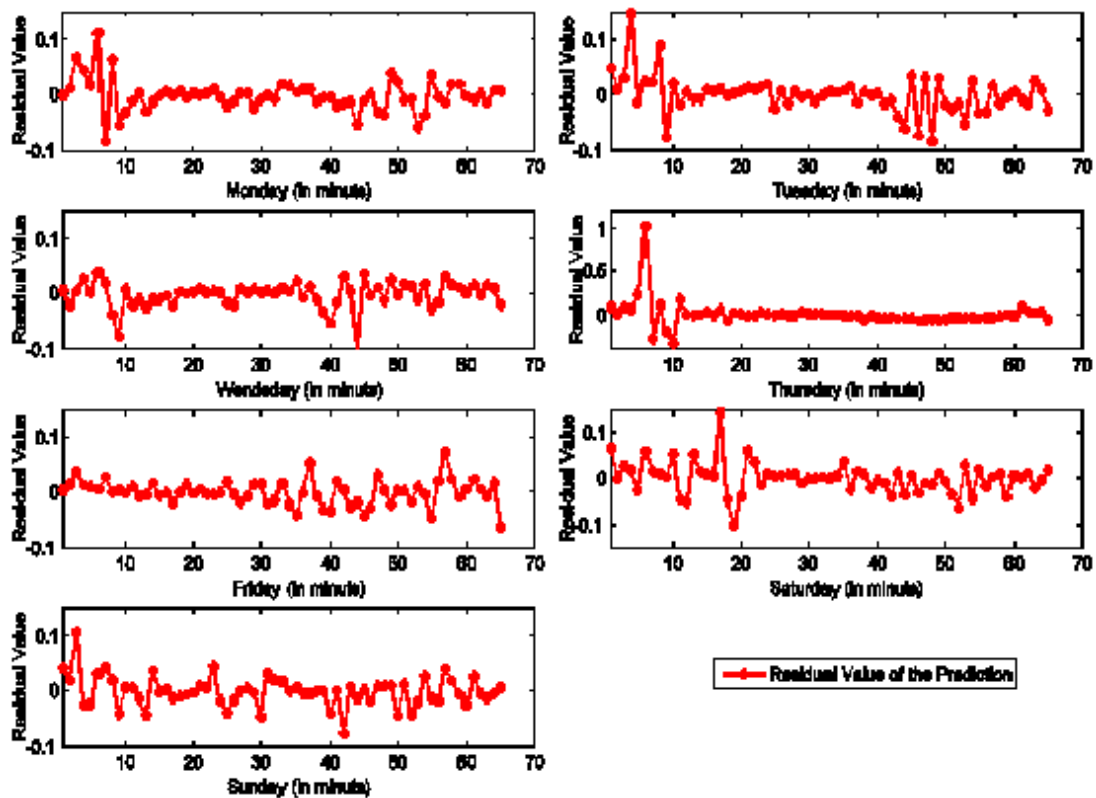 Residual Value
0.1
0
-0.1
10 20 30 40 50 60 70
Monday (in minute)
Residual Value
0.1
0
-0.1
10 20 30 40 50 60 70
Tuesday (in minute)
Residual Value
0.1
0
-0.1
10 20 30 40 50 60 70
Wendeday (in minute)
Residual Value
1
0.5
0
10 20 30 40 50 60 70
Thursday (in minute)
Residual Value
0.1
0
-0.1
10 20 30 40 50 60 70
Friday (in minute)
Residual Value
0.1
0
-0.1
10 20 30 40 50 60 70
Saturday (in minute)
Residual Value
0.1
0
-0.1
10 20 30 40 50 60 70
Sunday (in minute)
Residual Value of the Prediction